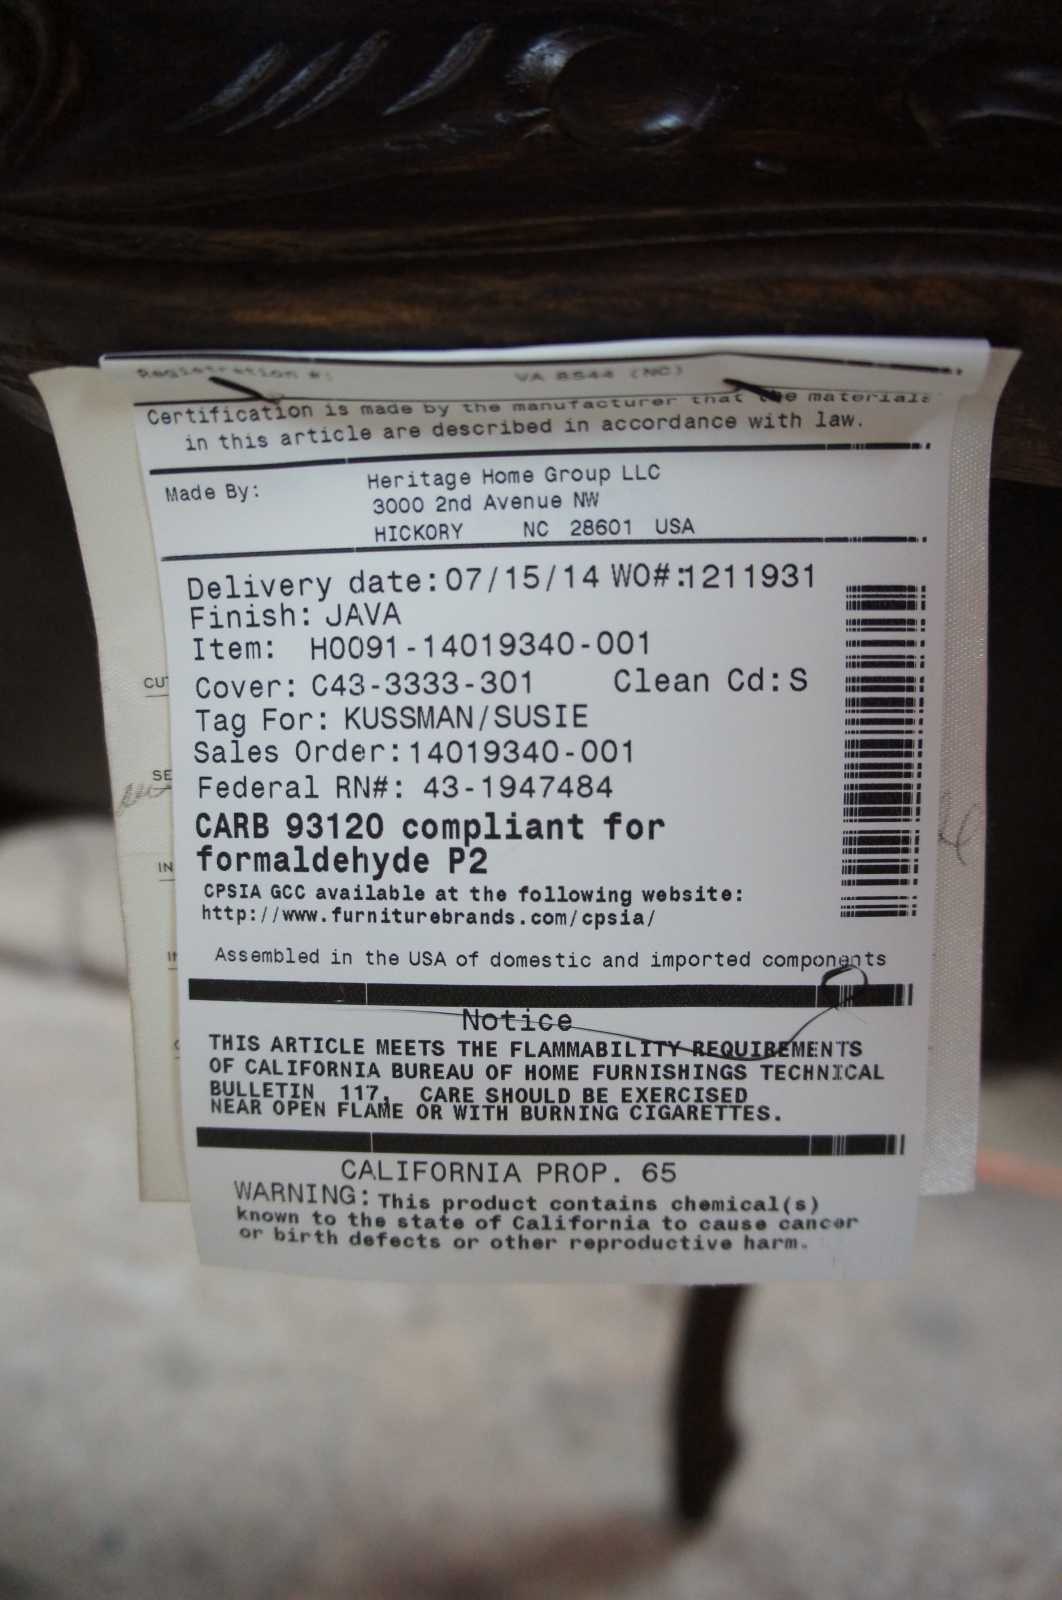 Registration #: VA 8544 (NC)
Certification is made by the manufacturer that the materials
in this article are described in accordance with law.
Made By: Heritage Home Group LLC
3000 2nd Avenue NW
HICKORY NC 28601 USA
Delivery date:07/15/14 WO#:1211931
Finish: JAVA
Item: H0091-14019340-001
Cover: C43-3333-301 Clean Cd:S
Tag For: KUSSMAN/SUSIE
Sales Order:14019340-001
Federal RN#: 43-1947484
CARB 93120 compliant for
formaldehyde P2
CPSIA GCC available at the following website:
http://www.furniturebrands.com/cpsia/
Assembled in the USA of domestic and imported components
Notice
THIS ARTICLE MEETS THE FLAMMABILITY REQUIREMENTS
OF CALIFORNIA BUREAU OF HOME FURNISHINGS TECHNICAL
BULLETIN 117, CARE SHOULD BE EXERCISED
NEAR OPEN FLAME OR WITH BURNING CIGARETTES.
CALIFORNIA PROP. 65
WARNING: This product contains chemical(s)
known to the state of California to cause cancer
or birth defects or other reproductive harm.